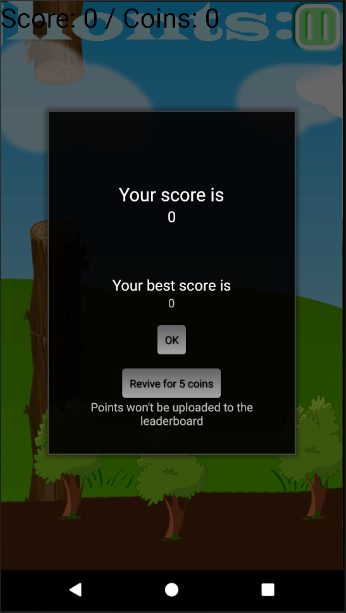 Score: 0 / Coins: 0
Your score is
0
Your best score is
0
OK
Revive for 5 coins
Points won't be uploaded to the
leaderboard